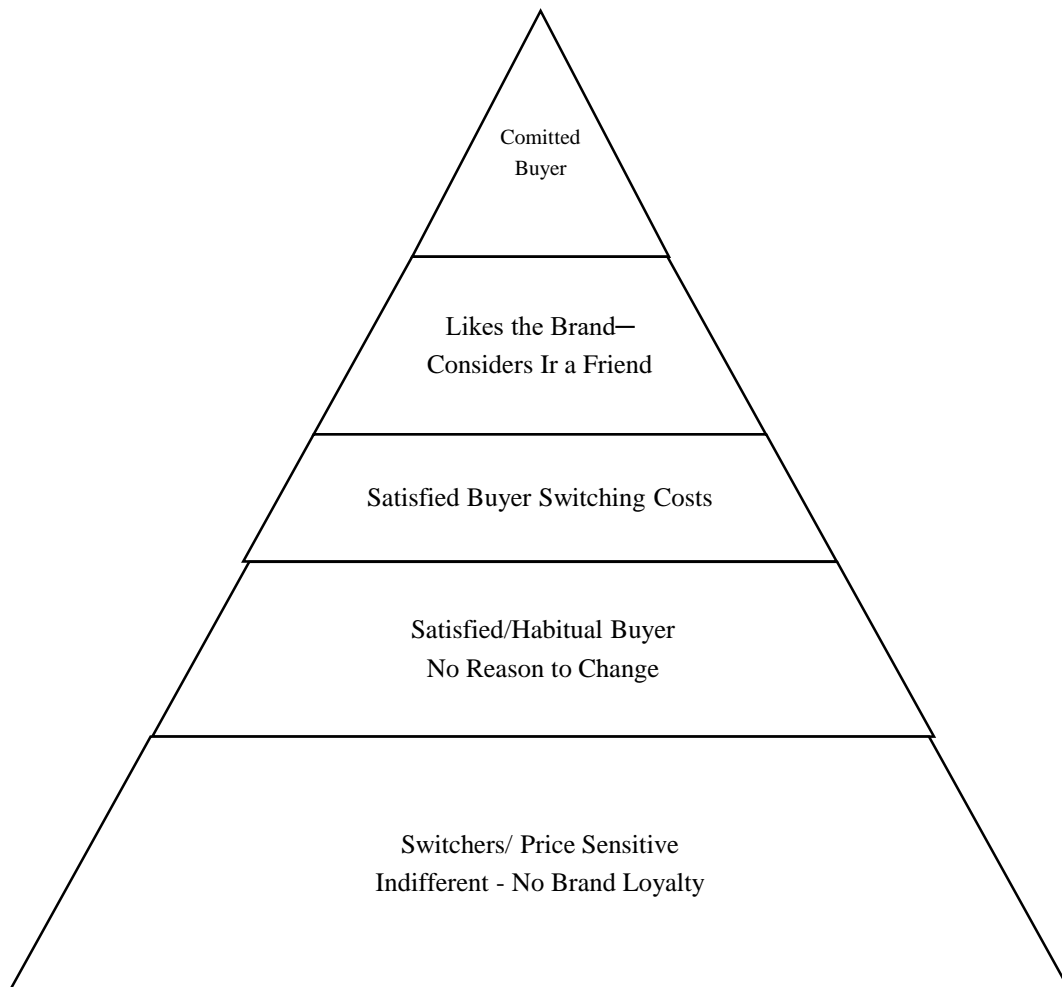 Comitted
Buyer
Likes the Brand—
Considers Ir a Friend
Satisfied Buyer Switching Costs
Satisfied/Habitual Buyer
No Reason to Change
Switchers/ Price Sensitive
Indifferent - No Brand Loyalty